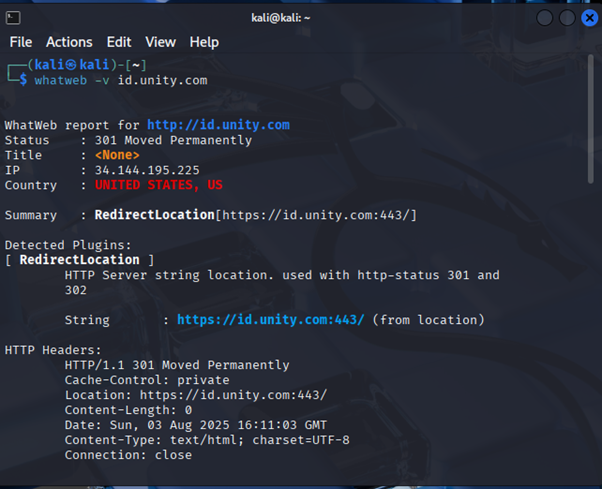 kali@kali: ~
File Actions Edit View Help
┌──(kali㉿kali)-[~]
└─$ whatweb -v id.unity.com
WhatWeb report for http://id.unity.com
Status    : 301 Moved Permanently
Title     : <None>
IP        : 34.144.195.225
Country   : UNITED STATES, US
Summary   : RedirectLocation[https://id.unity.com:443/]
Detected Plugins:
[ RedirectLocation ]
HTTP Server string location. used with http-status 301 and
302
String       : https://id.unity.com:443/ (from location)
HTTP Headers:
HTTP/1.1 301 Moved Permanently
Cache-Control: private
Location: https://id.unity.com:443/
Content-Length: 0
Date: Sun, 03 Aug 2025 16:11:03 GMT
Content-Type: text/html; charset=UTF-8
Connection: close